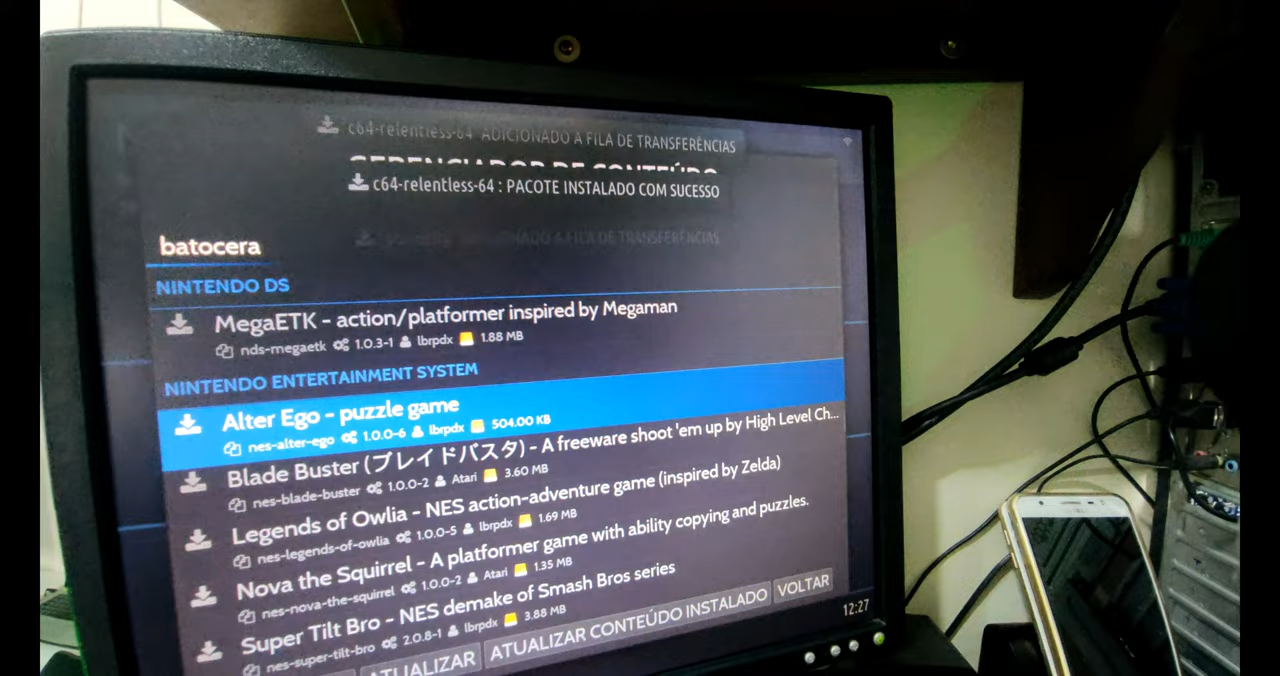 c64-relentless-64 ADICIONADO A FILA DE TRANSFERÊNCIAS
GERENCIADOR DE CONTEÚDO
c64-relentless-64 : PACOTE INSTALADO COM SUCESSO
A FILA DE TRANSFERÊNCIAS
batocera
NINTENDO DS
MegaETK - action/platformer inspired by Megaman
nds-megaetk 1.0.3-1 lbrpdx 1.88 MB
NINTENDO ENTERTAINMENT SYSTEM
Alter Ego - puzzle game
nes-alter-ego 1.0.0-6 lbrpdx 504.00 KB
Blade Buster (ブレイドバスタ) - A freeware shoot 'em up by High Level Ch...
nes-blade-buster 1.0.0-2 Atari 3.60 MB
Legends of Owlia - NES action-adventure game (inspired by Zelda)
nes-legends-of-owlia 1.0.0-5 lbrpdx 1.69 MB
Nova the Squirrel - A platformer game with ability copying and puzzles.
nes-nova-the-squirrel 1.0.0-2 Atari 1.35 MB
Super Tilt Bro - NES demake of Smash Bros series
nes-super-tilt-bro 2.0.8-1 lbrpdx 3.88 MB
ATUALIZAR ATUALIZAR CONTEÚDO INSTALADO VOLTAR
12:27